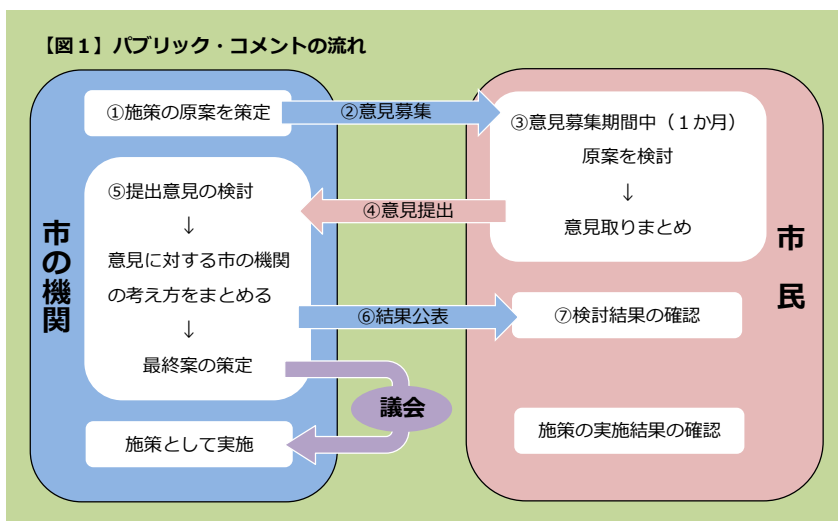 【図１】パブリック・コメントの流れ
市の機関
①施策の原案を策定
②意見募集
③意見募集期間中（１か月）
原案を検討
↓
意見取りまとめ
④意見提出
⑤提出意見の検討
↓
意見に対する市の機関
の考え方をまとめる
↓
最終案の策定
⑥結果公表
⑦検討結果の確認
議会
施策として実施
施策の実施結果の確認
市民